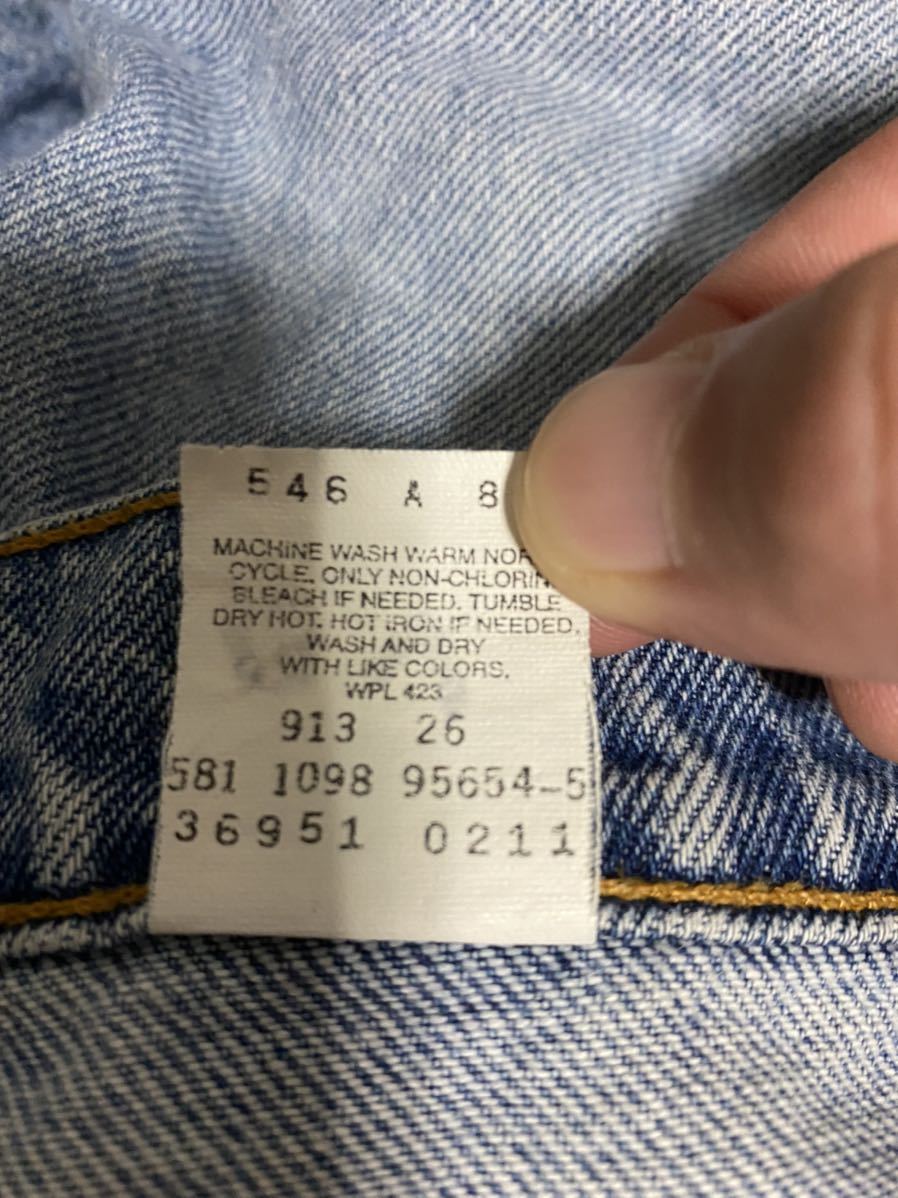 546 A 8
MACHINE WASH WARM NOR
CYCLE. ONLY NON-CHLORIN
BLEACH IF NEEDED. TUMBLE
DRY HOT. HOT IRON IF NEEDED.
WASH AND DRY
WITH LIKE COLORS.
WPL 423
913 26
581 1098 95654-5
36951 0211